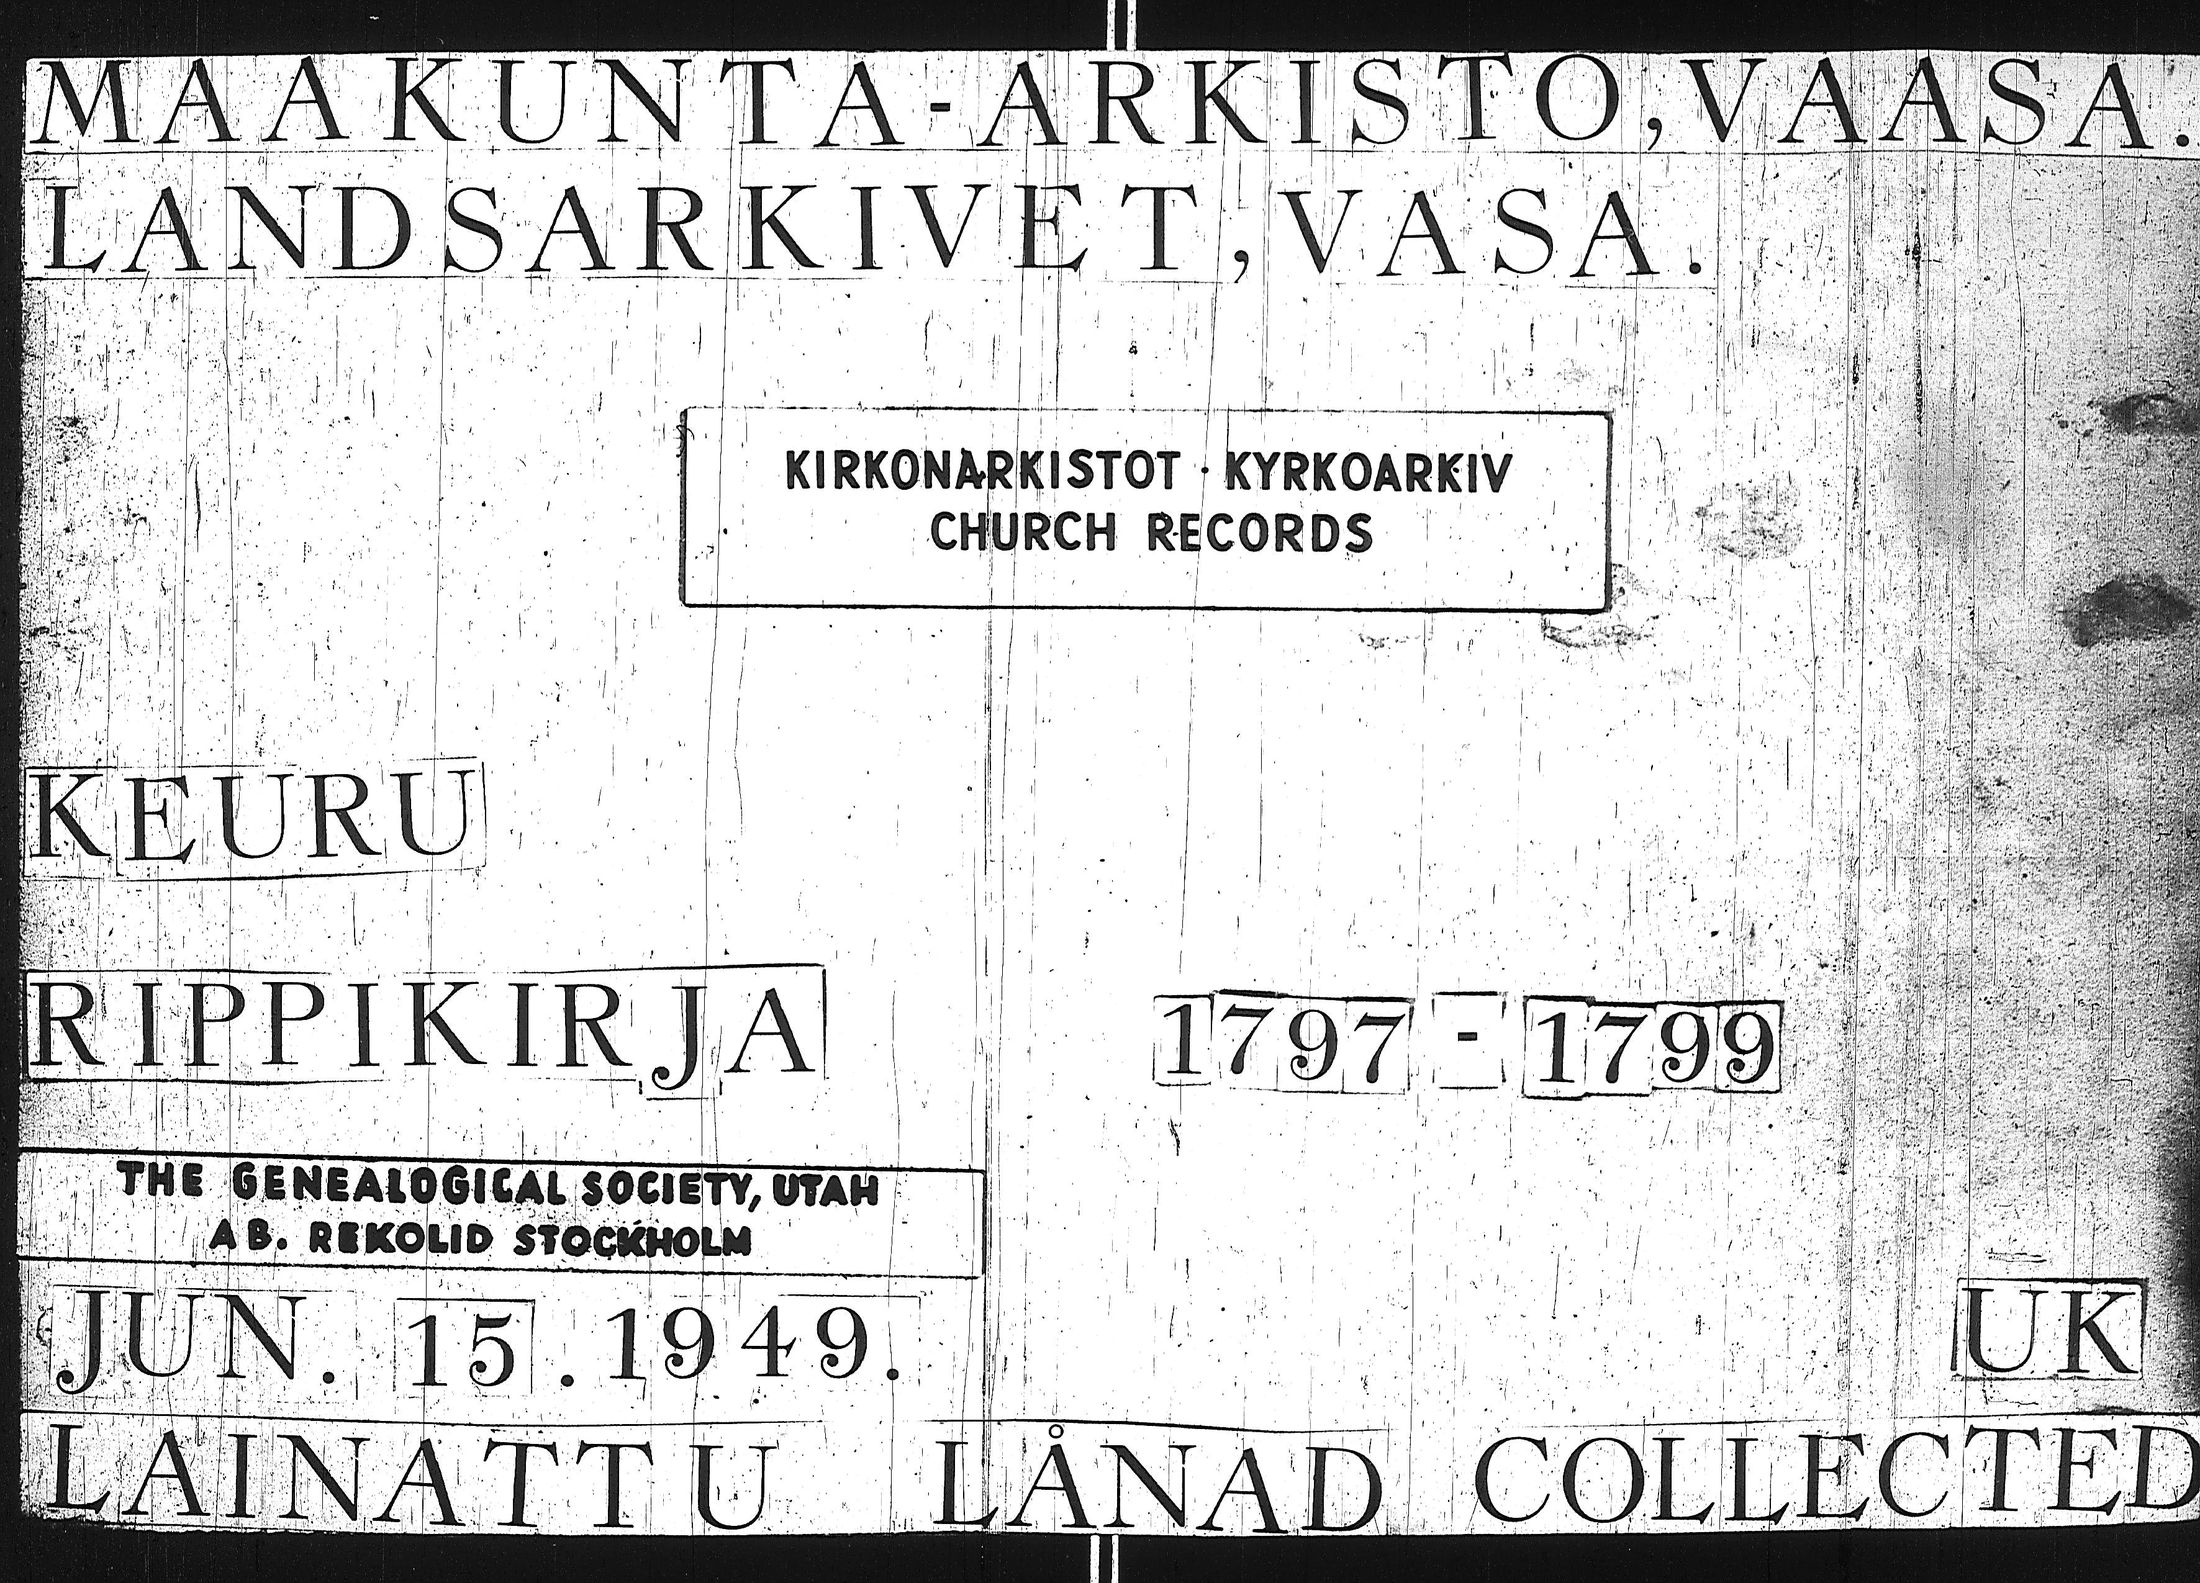 MAAKUNTA-ARKISTO, VAASA.
LANDSARKIVET, VASA.
KIRKONARKISTOT · KYRKOARKIV
CHURCH RECORDS
KEURU
RIPPIKIRJA 1797 - 1799
THE GENEALOGICAL SOCIETY, UTAH
AB. REKOLID STOCKHOLM
JUN. 15. 1949. UK
LAINATTU LÅNAD COLLECTED